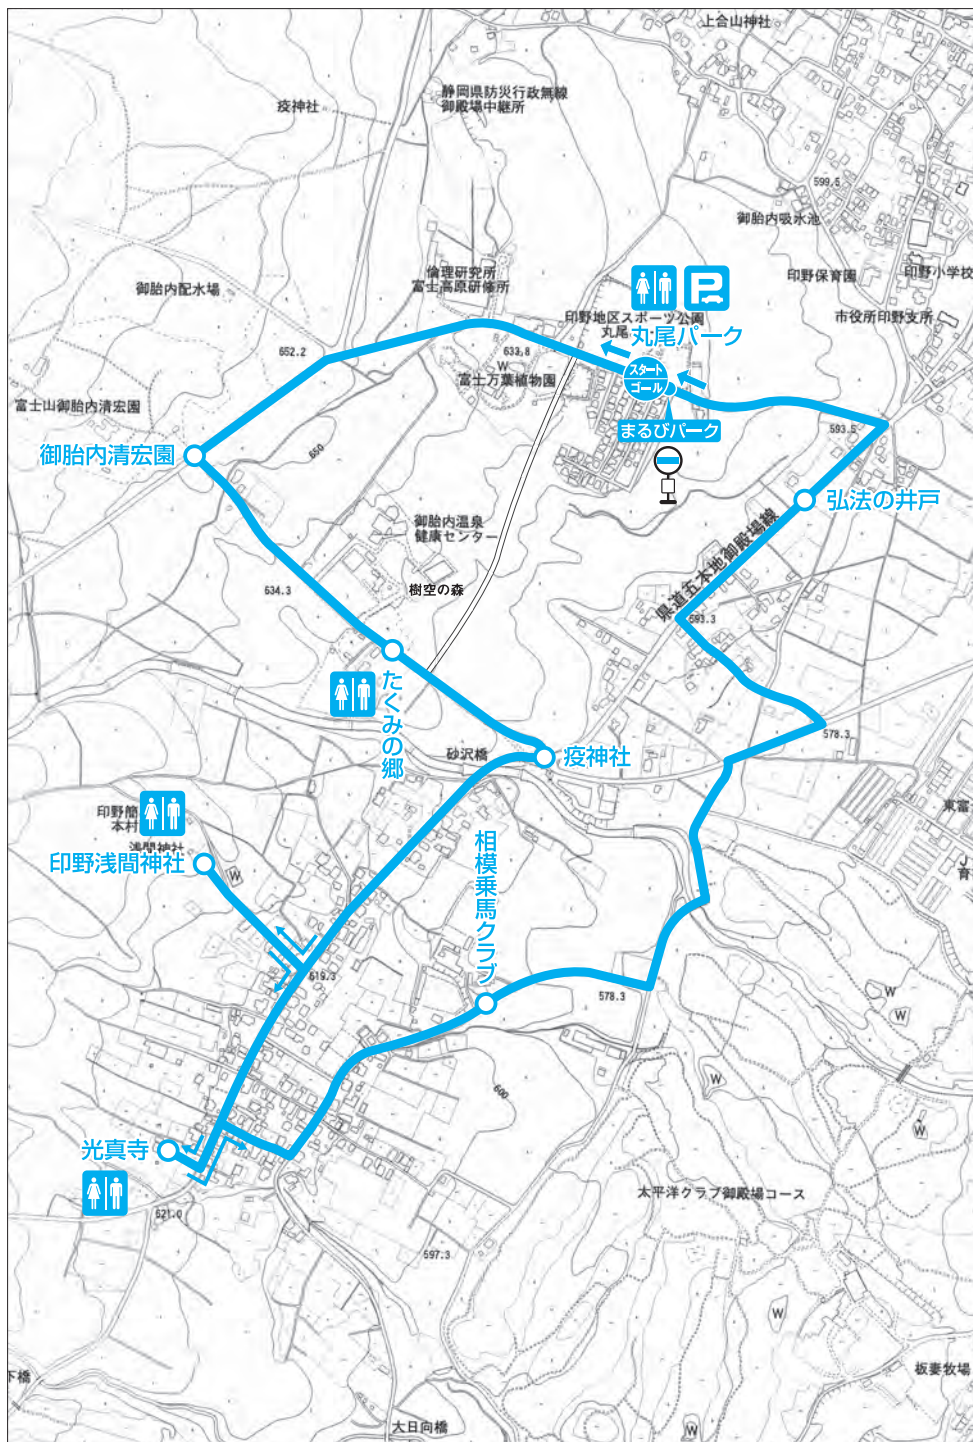 上合山神社
静岡県防災行政無線
御殿場中継所
疫神社
599.5
御胎内吸水池
倫理研究所
富士高原研修所
印野保育園
印野小学校
御胎内配水場
P
印野地区スポーツ公園
市役所印野支所
丸尾パーク
652.2
633.8
W
富士万葉植物園
スタート
ゴール
富士山御胎内清宏園
まるびパーク
593.5
御胎内清宏園
650
弘法の井戸
御胎内温泉
健康センター
県道五本地御殿場線
634.3
樹空の森
593.3
たくみの郷
578.3
砂沢橋
疫神社
東富
印野簡
本村
浅間神社
印野浅間神社
W
相模乗馬クラブ
育
619.3
578.3
W
W
W
600
W
光真寺
621.0
太平洋クラブ御殿場コース
597.3
W
下橋
板妻牧場
大日向橋
W